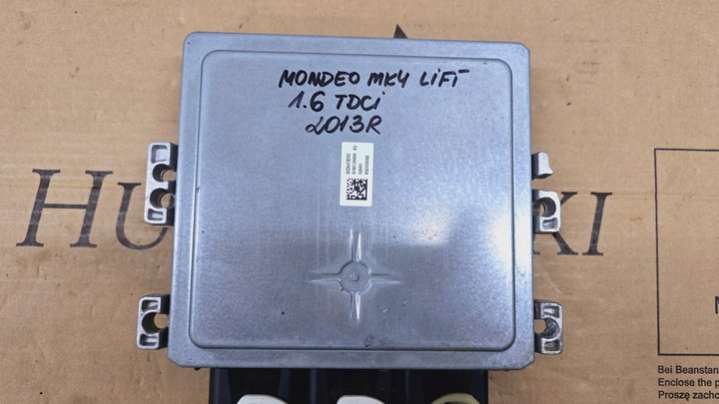 MONDEO MK4 LiFT
1.6 TDCi
2013R
HU
KI
Bei Beanstan
Enclose the p
Proszę zacho